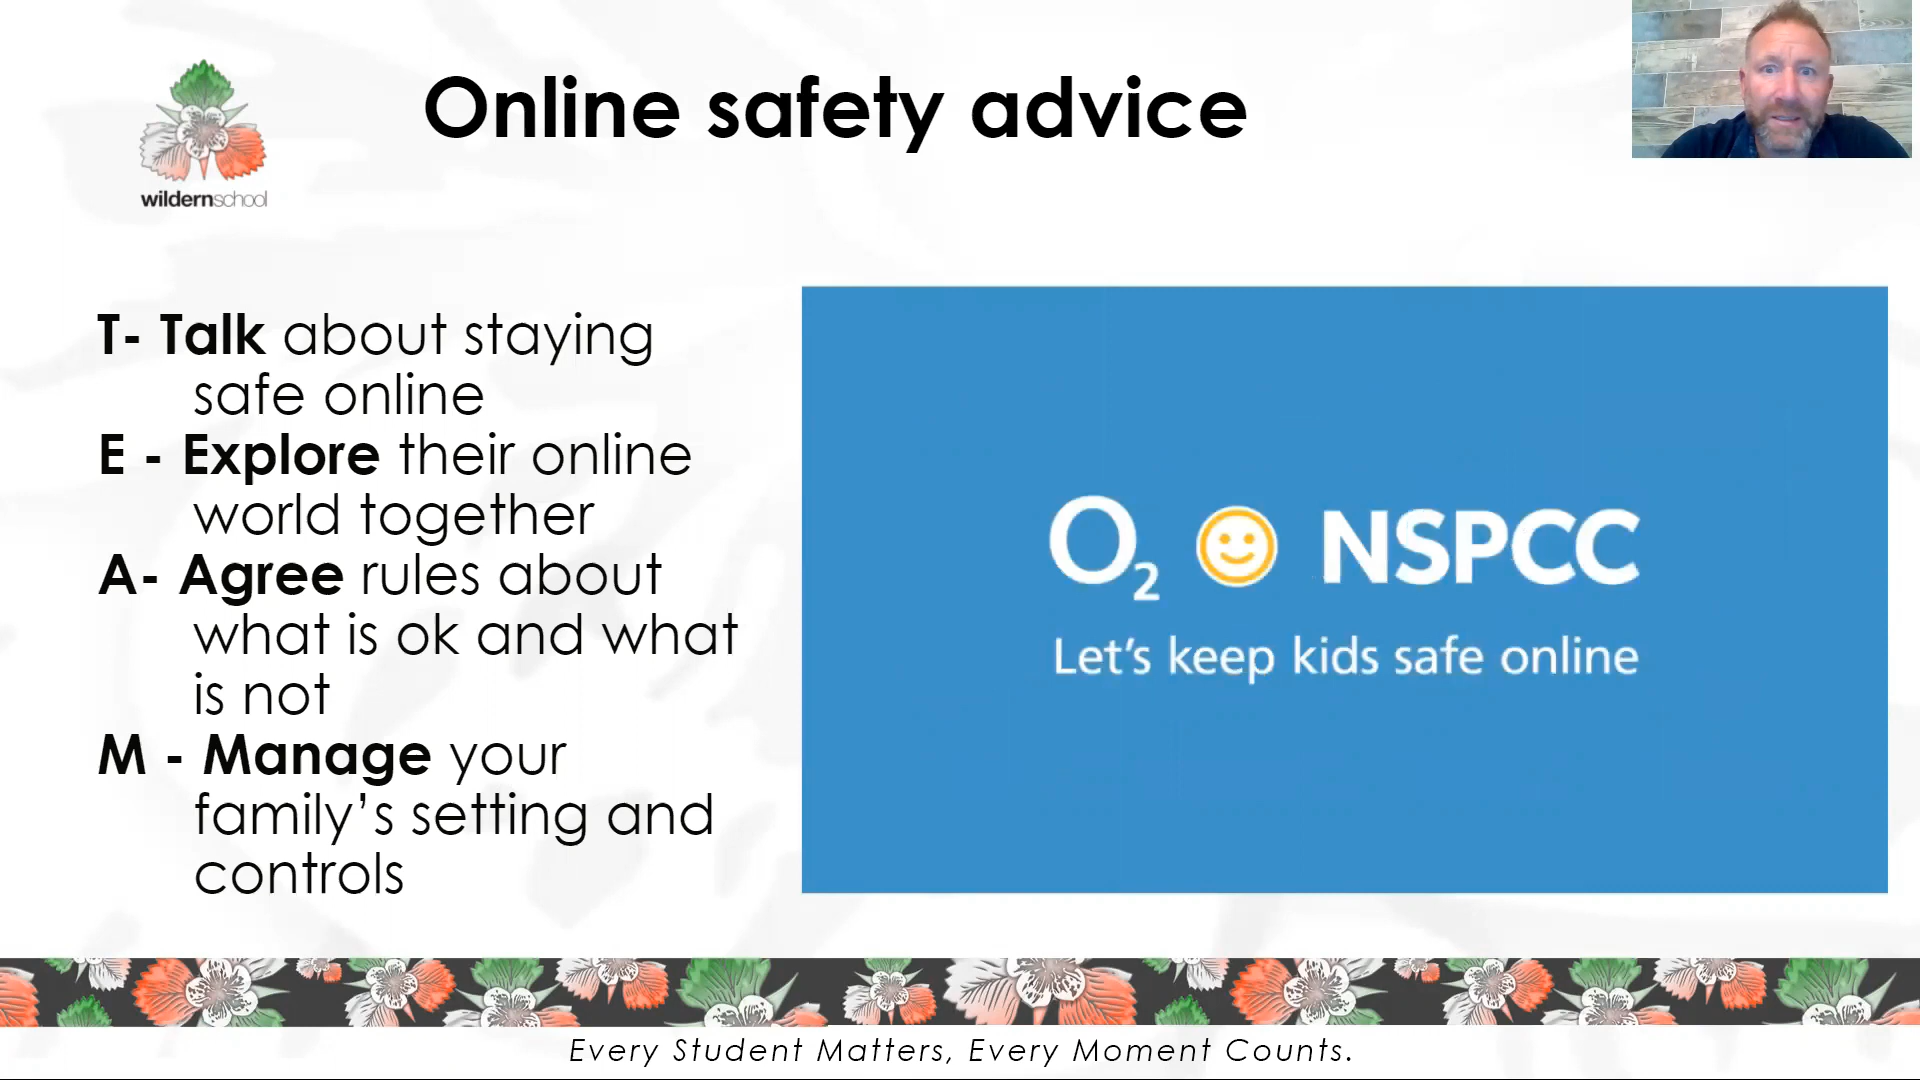 Online safety advice
wildernschool
T- Talk about staying
safe online
E - Explore their online
world together
A- Agree rules about
what is ok and what
is not
M - Manage your
family’s setting and
controls
O2 NSPCC
Let’s keep kids safe online
Every Student Matters, Every Moment Counts.